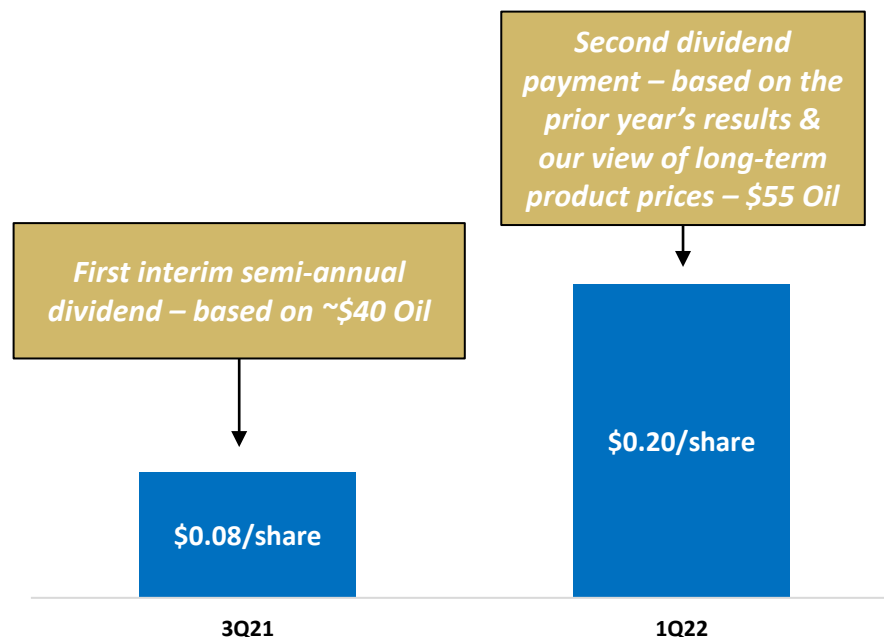 First interim semi-annual
dividend – based on ~$40 Oil
Second dividend
payment – based on the
prior year’s results &
our view of long-term
product prices – $55 Oil
$0.08/share
$0.20/share
3Q21
1Q22